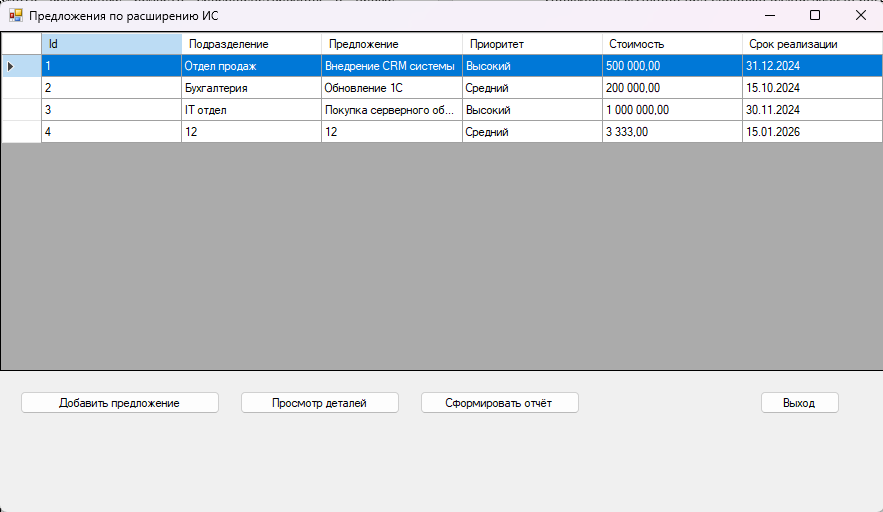 Предложения по расширению ИС
Id Подразделение Предложение Приоритет Стоимость Срок реализации
1 Отдел продаж Внедрение CRM системы Высокий 500 000,00 31.12.2024
2 Бухгалтерия Обновление 1С Средний 200 000,00 15.10.2024
3 IT отдел Покупка серверного об... Высокий 1 000 000,00 30.11.2024
4 12 12 Средний 3 333,00 15.01.2026
Добавить предложение Просмотр деталей Сформировать отчёт Выход